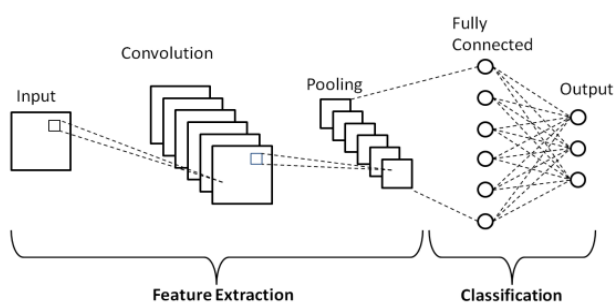 Input
Convolution
Pooling
Fully
Connected
Output
Feature Extraction
Classification